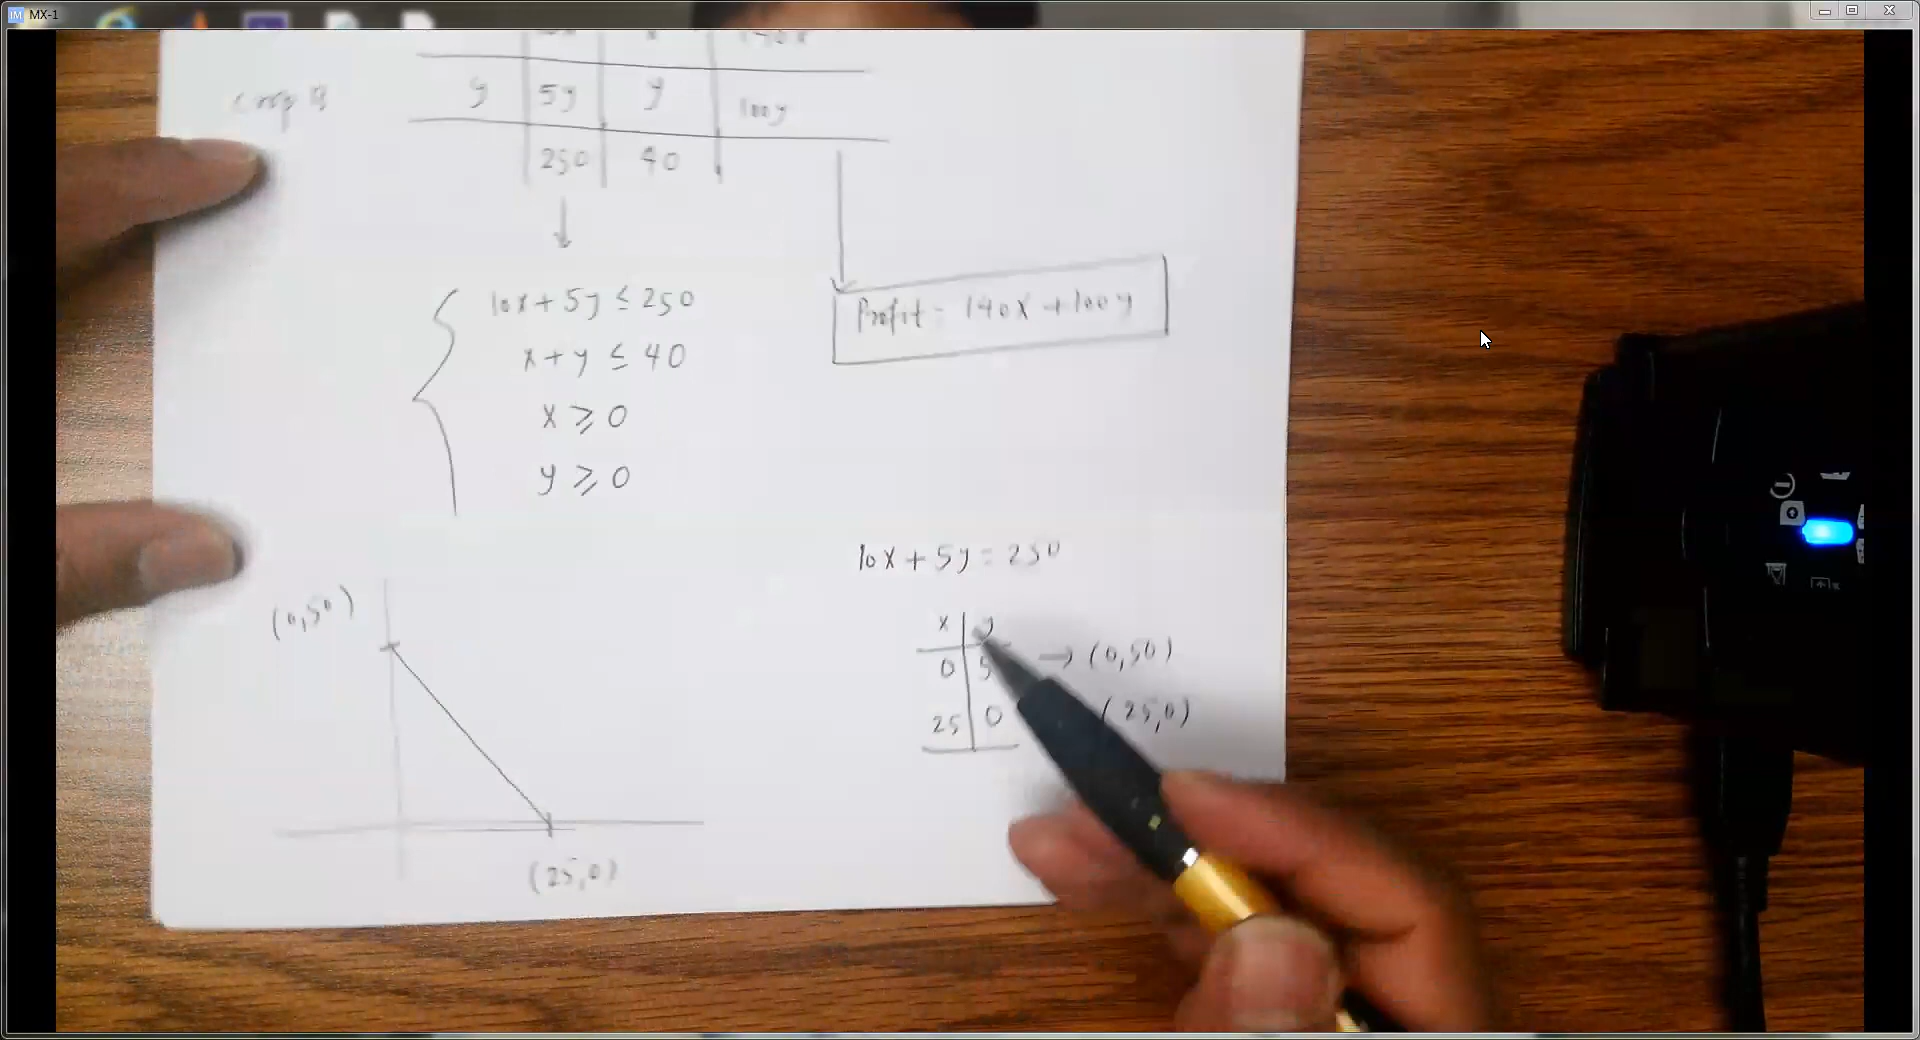 MX-1
crop B y 5y y 100y
250 40
10x + 5y ≤ 250
x + y ≤ 40
x ≥ 0
y ≥ 0
Profit = 140x + 100y
10x + 5y = 250
x y
0 5 → (0,50)
25 0 (25,0)
(0,50)
(25,0)